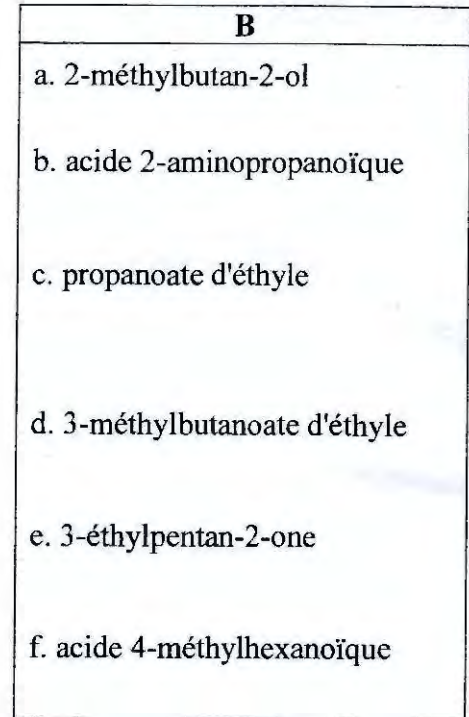 B
a. 2-méthylbutan-2-ol
b. acide 2-aminopropanoïque
c. propanoate d'éthyle
d. 3-méthylbutanoate d'éthyle
e. 3-éthylpentan-2-one
f. acide 4-méthylhexanoïque